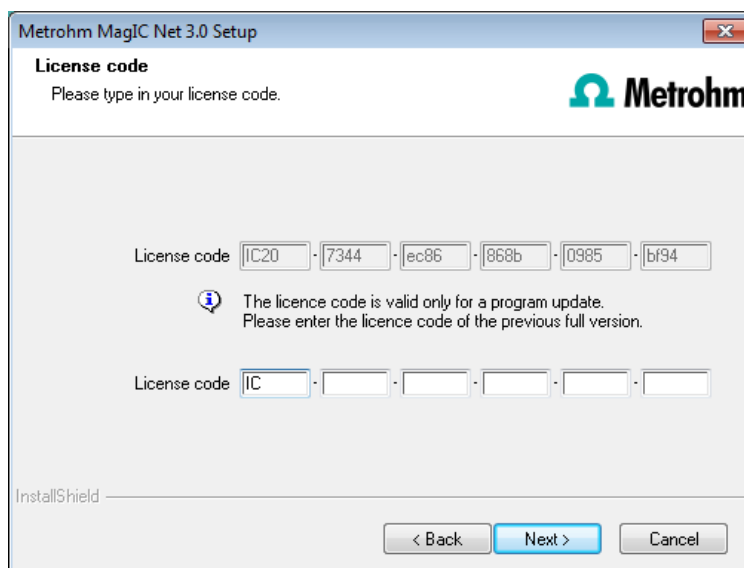 Metrohm MagIC Net 3.0 Setup
License code
Please type in your license code.
Metrohm
License code IC20 - 7344 - ec86 - 868b - 0985 - bf94
The licence code is valid only for a program update.
Please enter the licence code of the previous full version.
License code IC - - - - -
InstallShield
< Back Next > Cancel